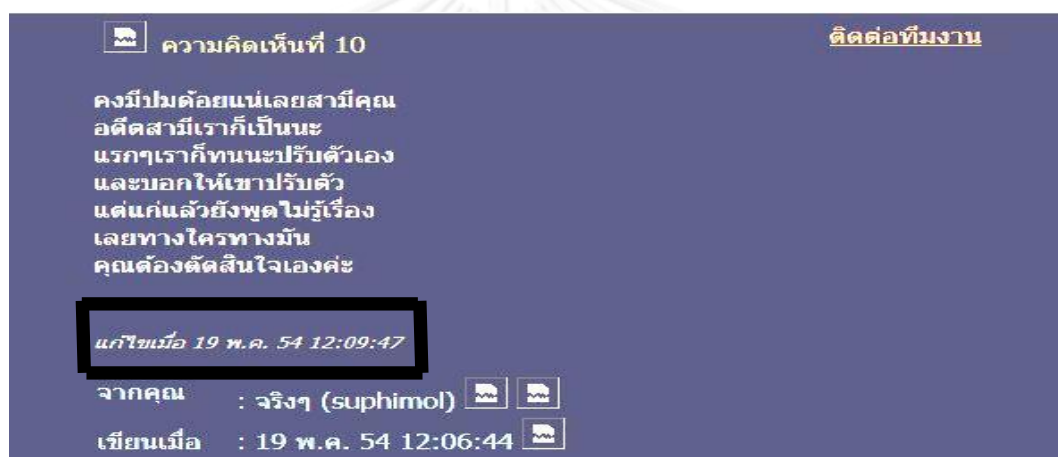 ความคิดเห็นที่ 10
ติดต่อทีมงาน
คงมีปมด้อยแน่เลยสามีคุณ
อดีตสามีเราก็เป็นนะ
แรกๆเราก็ทนนะปรับตัวเอง
และบอกให้เขาปรับตัว
แต่แก่แล้วยังพูดไม่รู้เรื่อง
เลยทางใครทางมัน
คุณต้องตัดสินใจเองค่ะ
แก้ไขเมื่อ 19 พ.ค. 54 12:09:47
จากคุณ : จริงๆ (suphimol)
เขียนเมื่อ : 19 พ.ค. 54 12:06:44